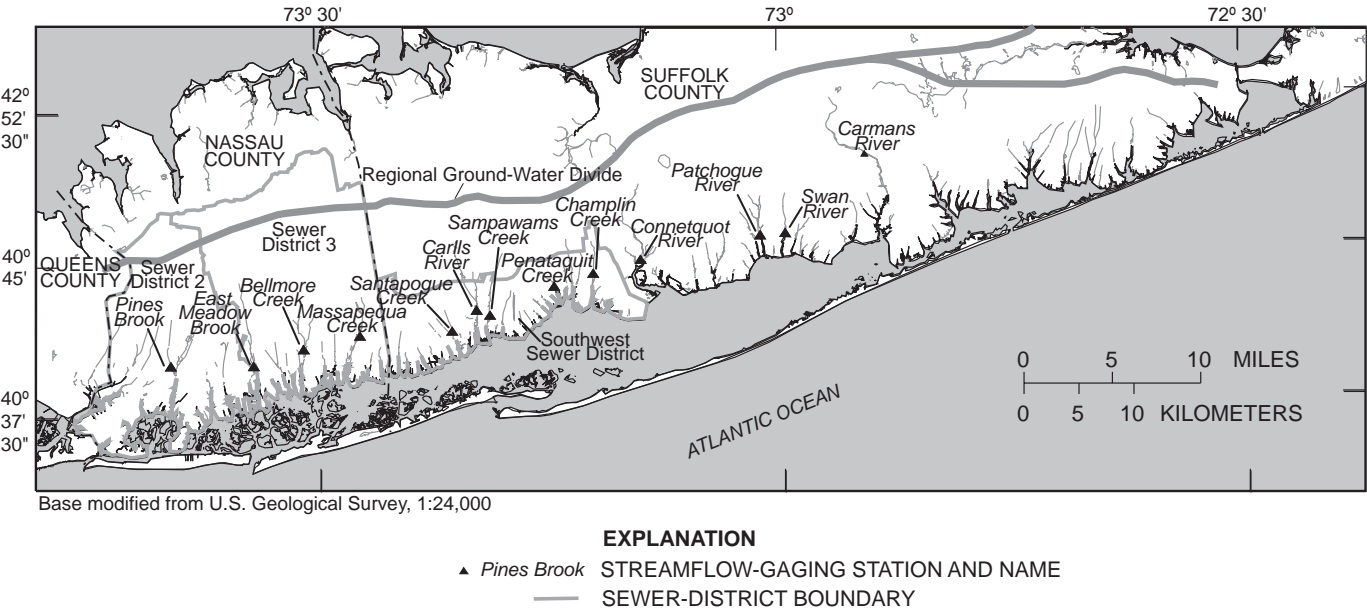 73º 30'
73º
72º 30'
42º
52'
30"
SUFFOLK
COUNTY
NASSAU
COUNTY
Carmans
River
Regional Ground-Water Divide
Patchogue
River
Swan
River
Champlin
Creek
Sampawams
Creek
Connetquot
River
Sewer
District 3
Carlls
River
Penataquit
Creek
40º
45'
QUEENS
COUNTY
Sewer
District 2
Santapogue
Creek
Bellmore
Creek
East
Meadow
Brook
Pines
Brook
Massapequa
Creek
Southwest
Sewer District
0 5 10 MILES
0 5 10 KILOMETERS
40º
37'
30"
ATLANTIC OCEAN
Base modified from U.S. Geological Survey, 1:24,000
EXPLANATION
Pines Brook STREAMFLOW-GAGING STATION AND NAME
SEWER-DISTRICT BOUNDARY